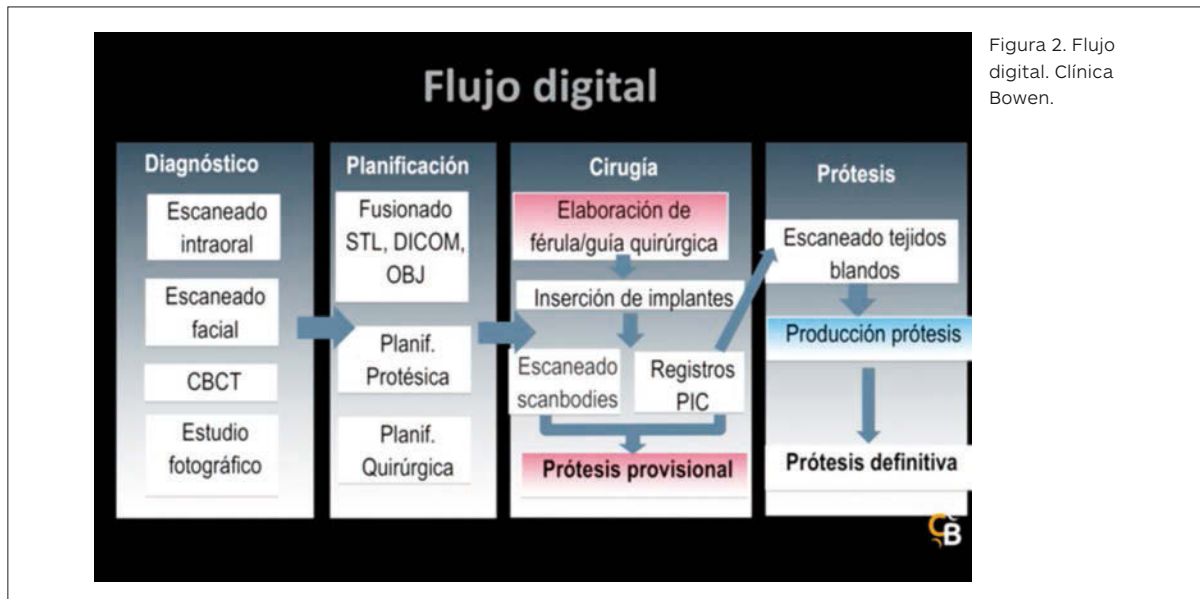 Flujo digital
Diagnóstico
Escaneado
intraoral
Escaneado
facial
CBCT
Estudio
fotográfico
Planificación
Fusionado
STL, DICOM,
OBJ
Planif.
Protésica
Planif.
Quirúrgica
Cirugía
Elaboración de
férula/guía quirúrgica
Inserción de implantes
Escaneado
scanbodies
Registros
PIC
Prótesis provisional
Prótesis
Escaneado tejidos
blandos
Producción prótesis
Prótesis definitiva
CB
Figura 2. Flujo
digital. Clínica
Bowen.